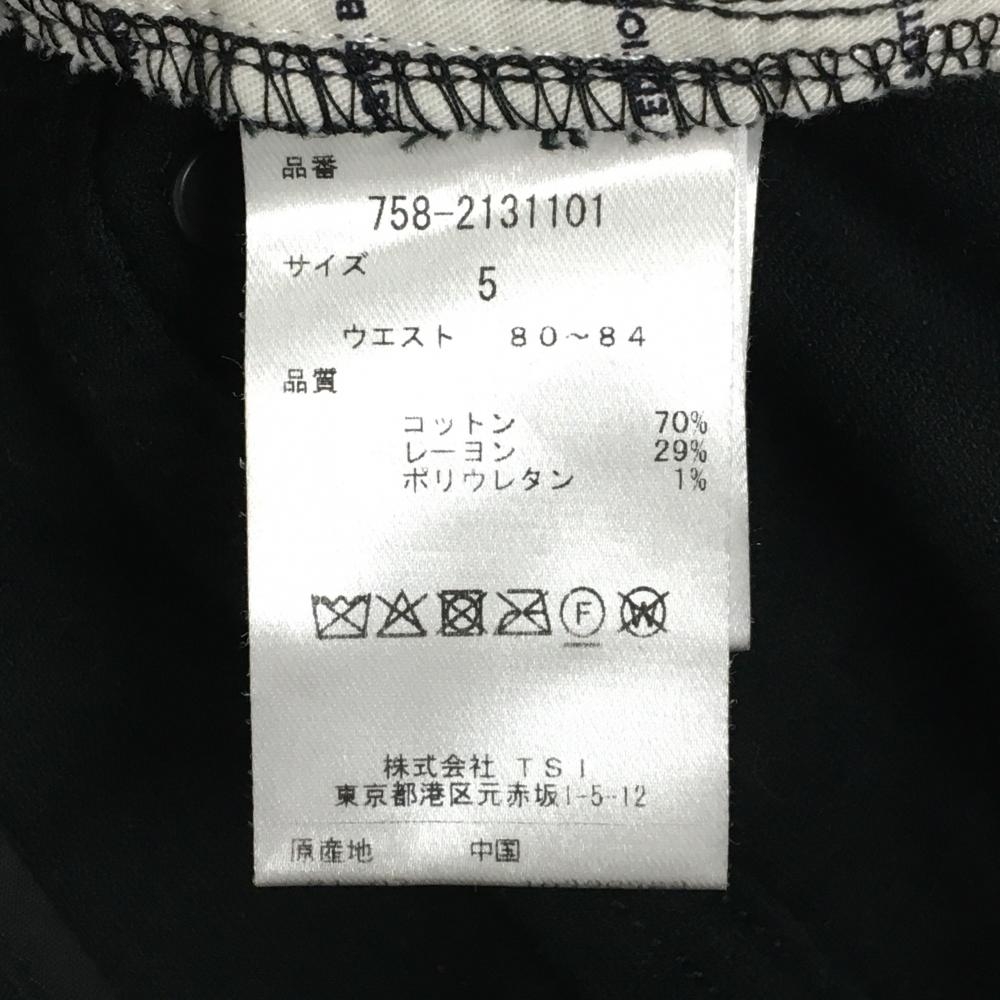 品番
758-2131101
サイズ
5
ウエスト 80～84
品質
コットン 70%
レーヨン 29%
ポリウレタン 1%
F
W
株式会社 TSI
東京都港区元赤坂1-5-12
原産地 中国